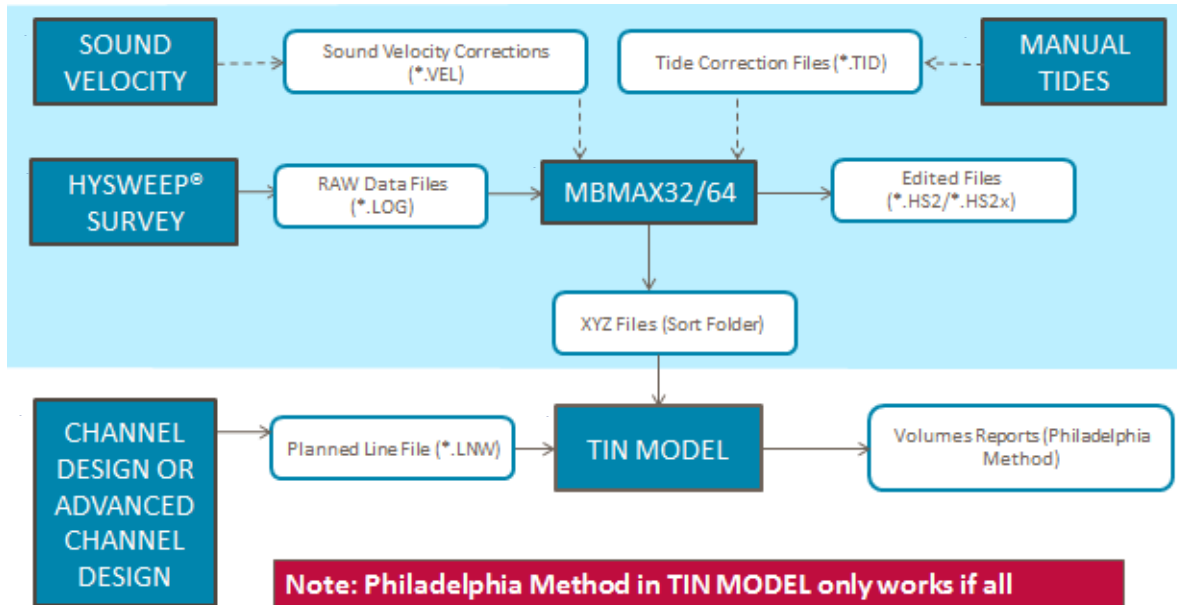 SOUND
VELOCITY
Sound Velocity Corrections
(*.VEL)
Tide Correction Files (*.TID)
MANUAL
TIDES
HYSWEEP®
SURVEY
RAW Data Files
(*.LOG)
MBMAX32/64
Edited Files
(*.HS2/*.HS2x)
XYZ Files (Sort Folder)
CHANNEL
DESIGN OR
ADVANCED
CHANNEL
DESIGN
Planned Line File (*.LNW)
TIN MODEL
Volumes Reports (Philadelphia
Method)
Note: Philadelphia Method in TIN MODEL only works if all